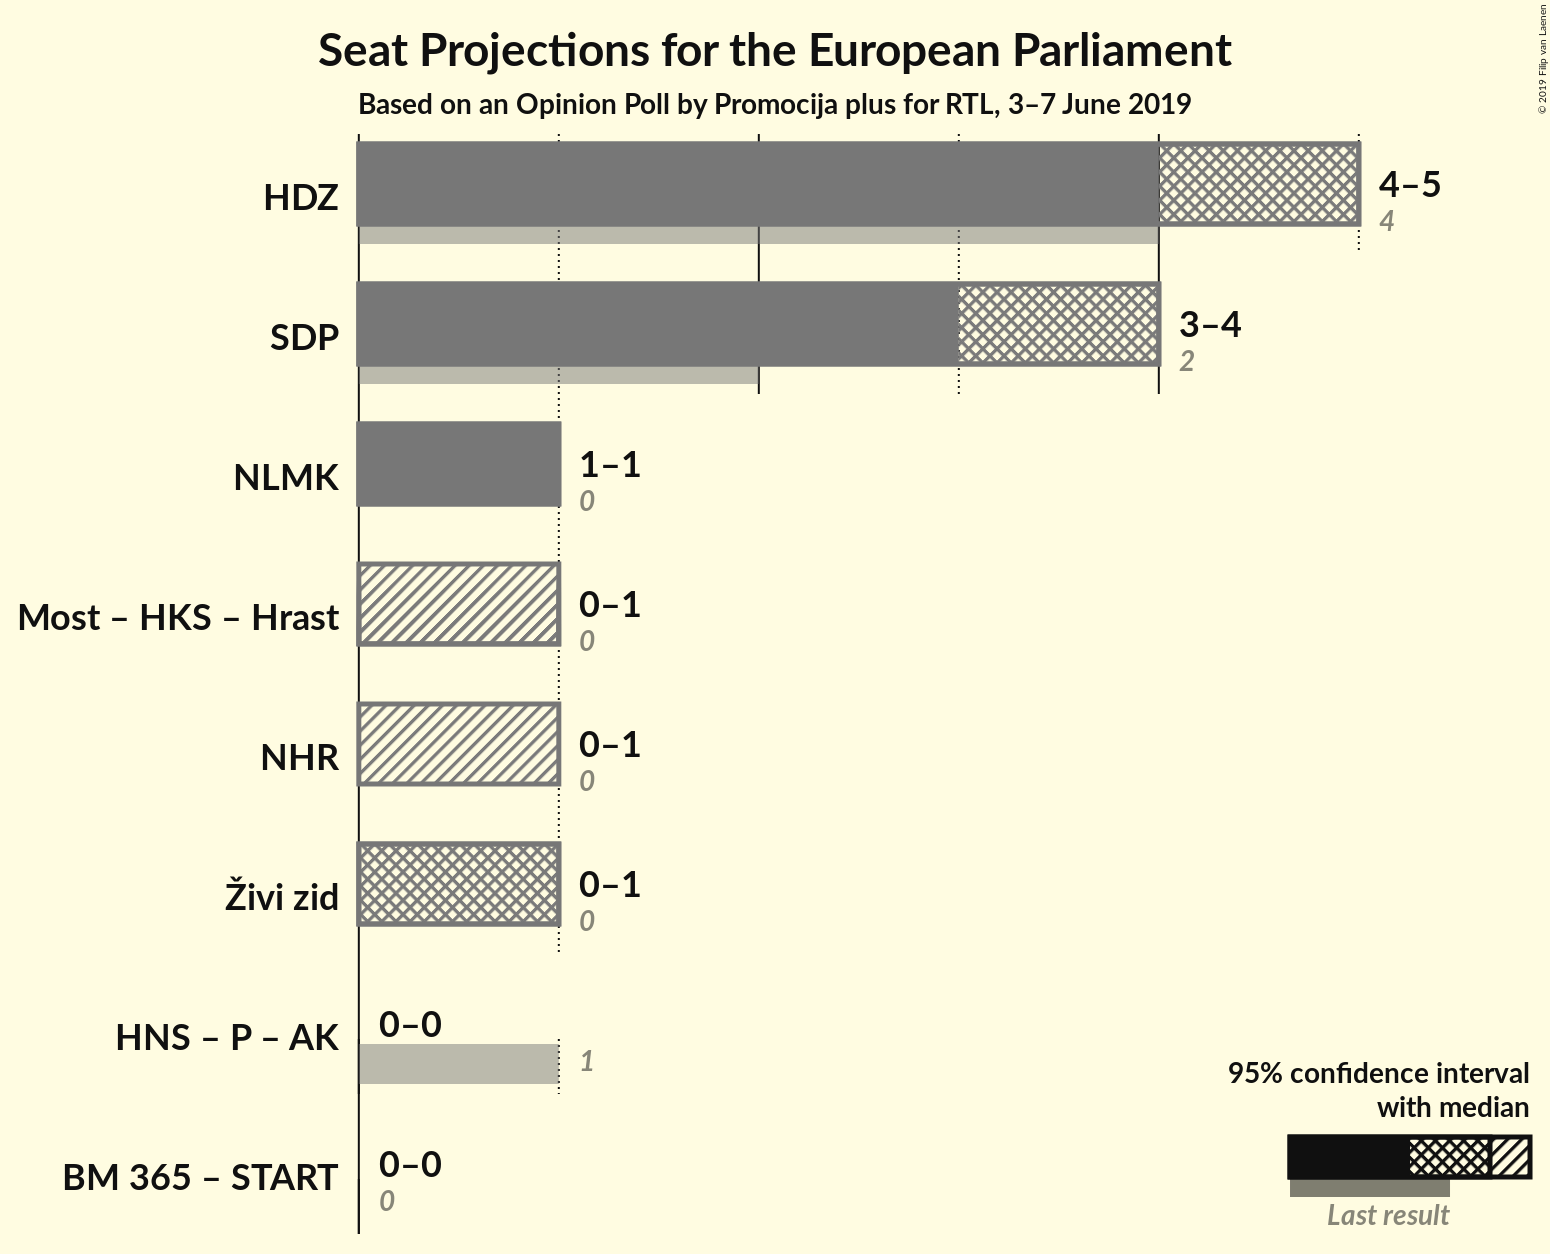 Seat Projections for the European Parliament
Based on an Opinion Poll by Promocija plus for RTL, 3–7 June 2019
© 2019 Filip van Laenen
HDZ
4–5
4
SDP
3–4
2
NLMK
1–1
0
Most – HKS – Hrast
0–1
0
NHR
0–1
0
Živi zid
0–1
0
HNS – P – AK
0–0
1
BM 365 – START
0–0
0
95% confidence interval
with median
Last result